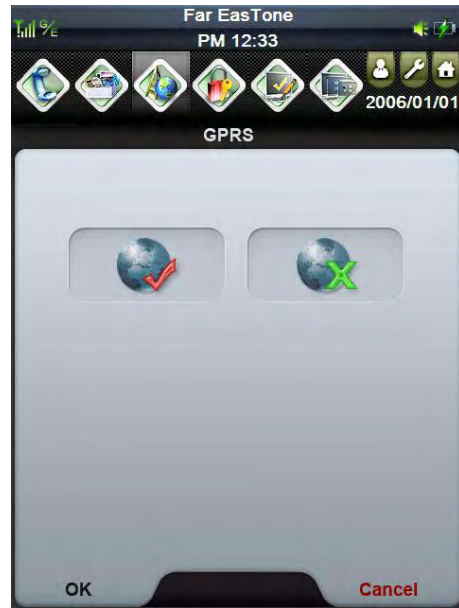 Far EasTone
G/E
PM 12:33
2006/01/01
GPRS
OK Cancel